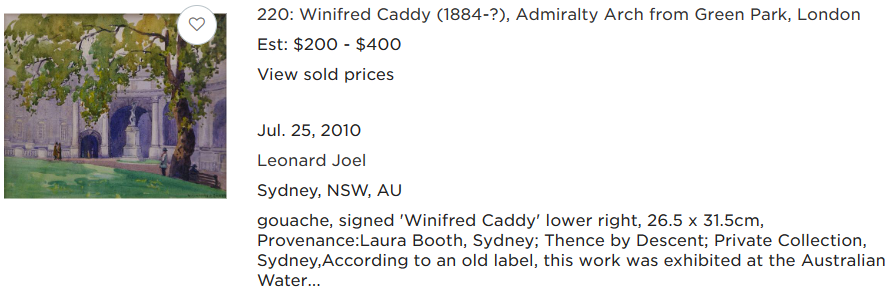 220: Winifred Caddy (1884-?), Admiralty Arch from Green Park, London
Est: $200 - $400
View sold prices
Jul. 25, 2010
Leonard Joel
Sydney, NSW, AU
gouache, signed 'Winifred Caddy' lower right, 26.5 x 31.5cm,
Provenance:Laura Booth, Sydney; Thence by Descent; Private Collection,
Sydney,According to an old label, this work was exhibited at the Australian
Water...